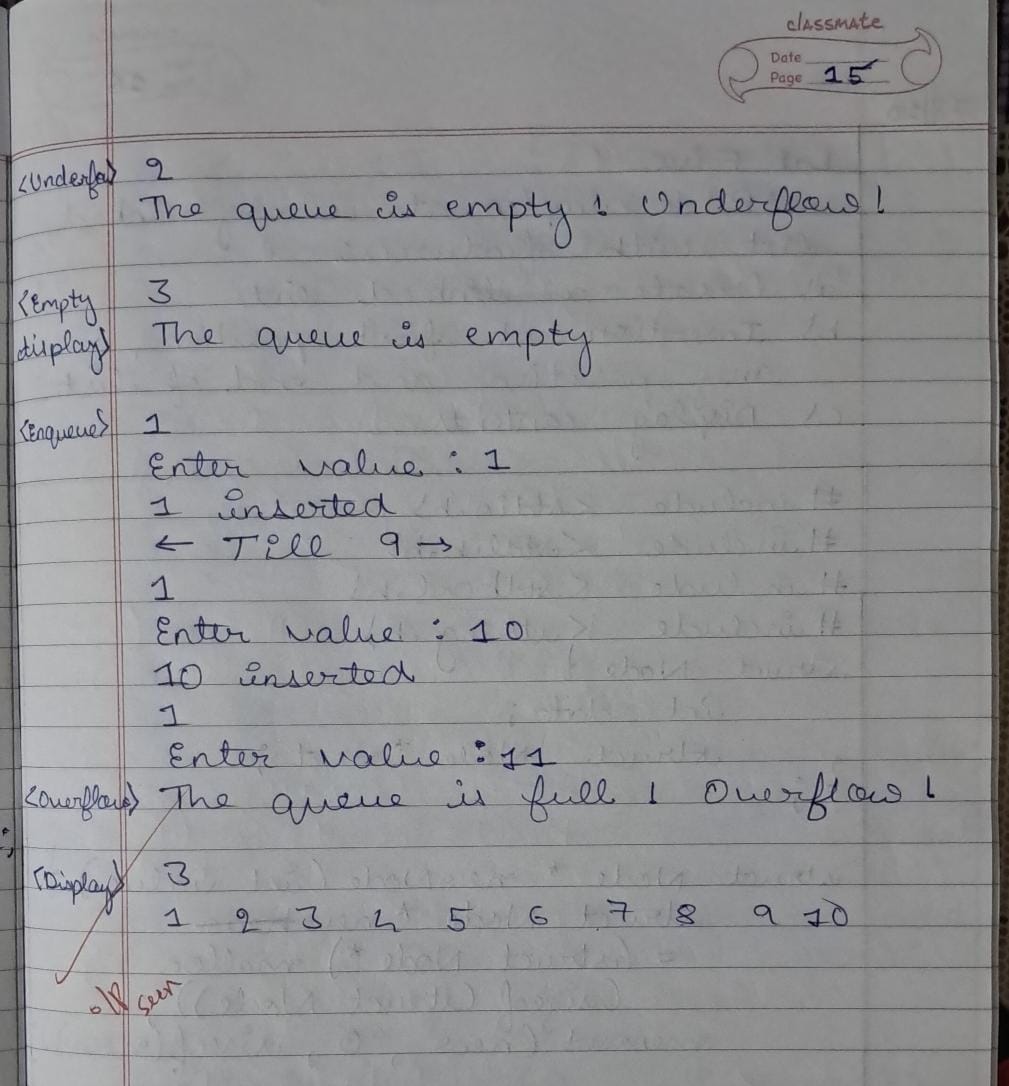 classmate
Date
Page 15
<Underflo> 2
The queue is empty ! Underflow !
<Empty display> 3
The queue is empty
<Enqueue> 1
Enter value : 1
1 inserted
← Till 9 →
1
Enter value : 10
10 inserted
1
Enter value : 11
<Overflow> The queue is full ! Overflow !
<Display> 3
1 2 3 4 5 6 7 8 9 10
o/p seen